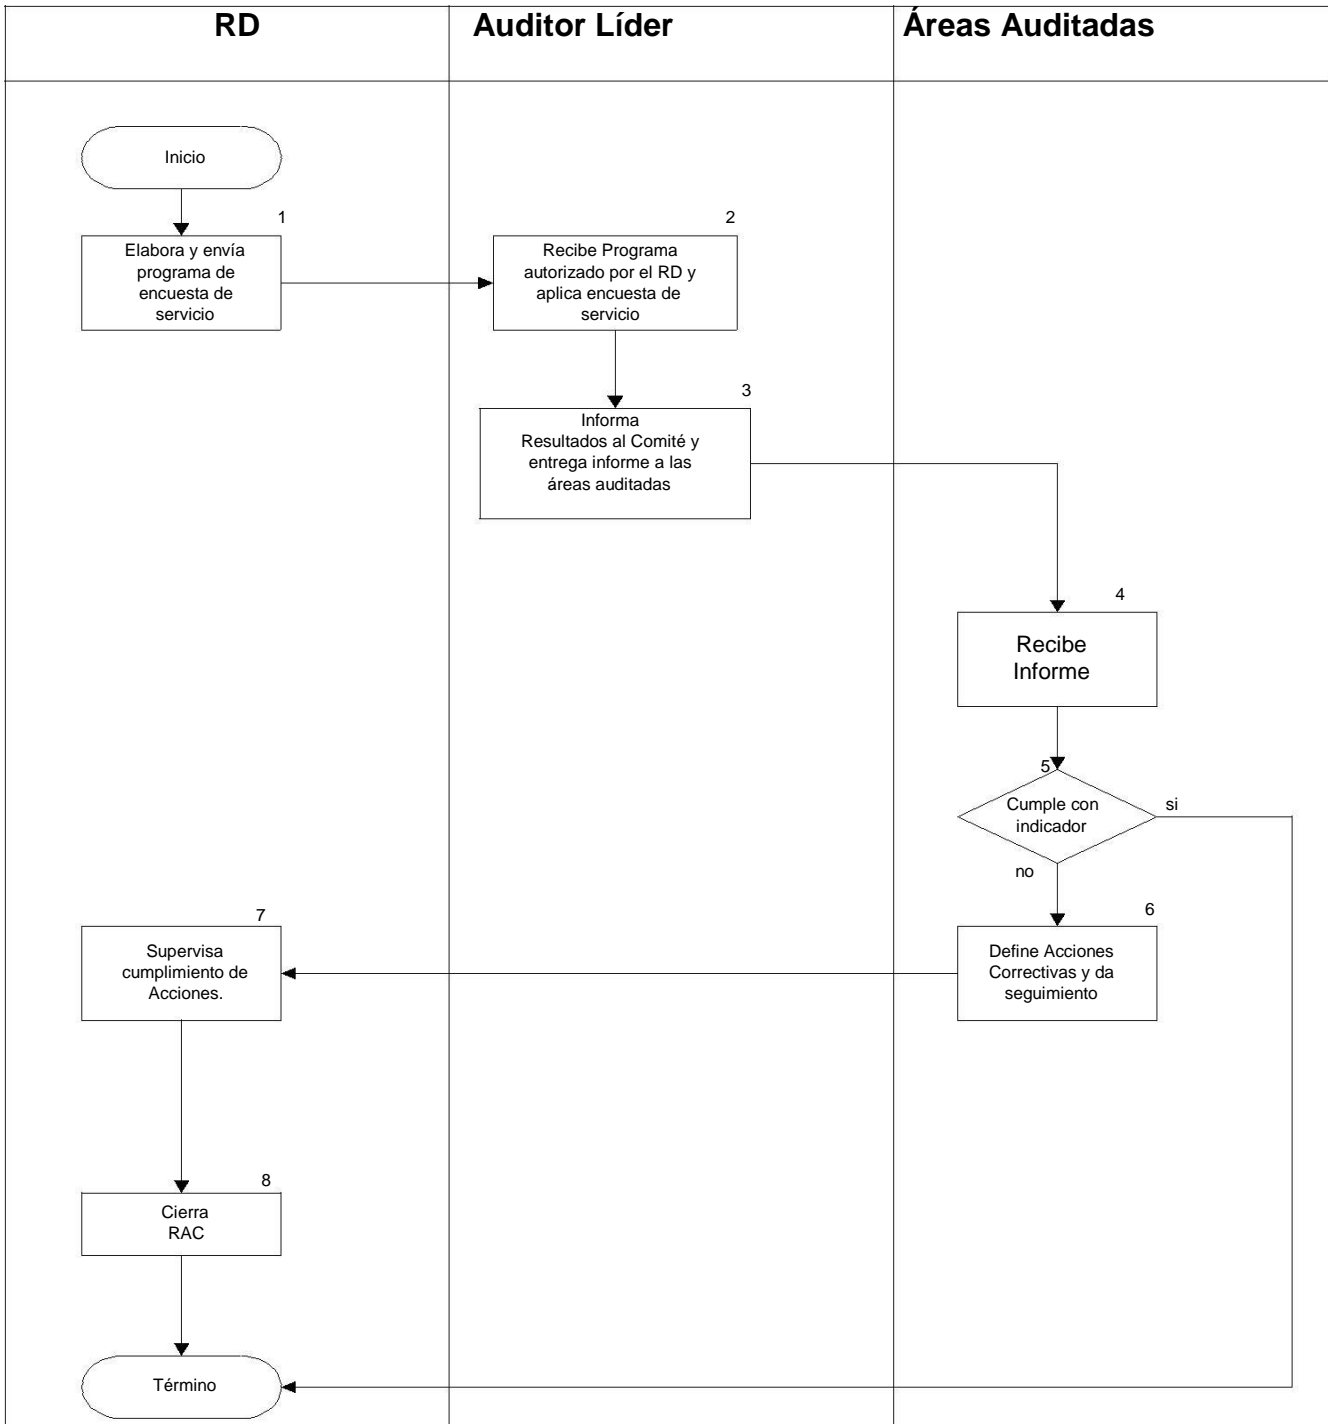 RD
Auditor Líder
Áreas Auditadas
Inicio
1
Elabora y envía
programa de
encuesta de
servicio
2
Recibe Programa
autorizado por el RD y
aplica encuesta de
servicio
3
Informa
Resultados al Comité y
entrega informe a las
áreas auditadas
4
Recibe
Informe
5
Cumple con
indicador
si
no
6
Define Acciones
Correctivas y da
seguimiento
7
Supervisa
cumplimiento de
Acciones.
8
Cierra
RAC
Término